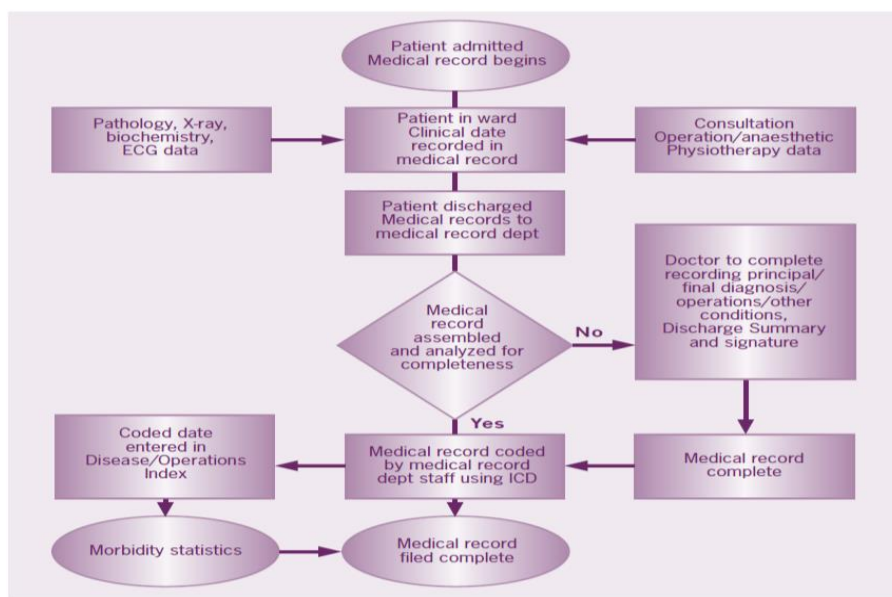 Patient admitted
Medical record begins
Pathology, X-ray,
biochemistry,
ECG data
Patient in ward
Clinical date
recorded in
medical record
Consultation
Operation/anaesthetic
Physiotherapy data
Patient discharged
Medical records to
medical record dept
Medical
record
assembled
and analyzed for
completeness
No
Doctor to complete
recording principal/
final diagnosis/
operations/other
conditions,
Discharge Summary
and signature
Yes
Coded date
entered in
Disease/Operations
Index
Medical record coded
by medical record
dept staff using ICD
Medical record
complete
Morbidity statistics
Medical record
filed complete